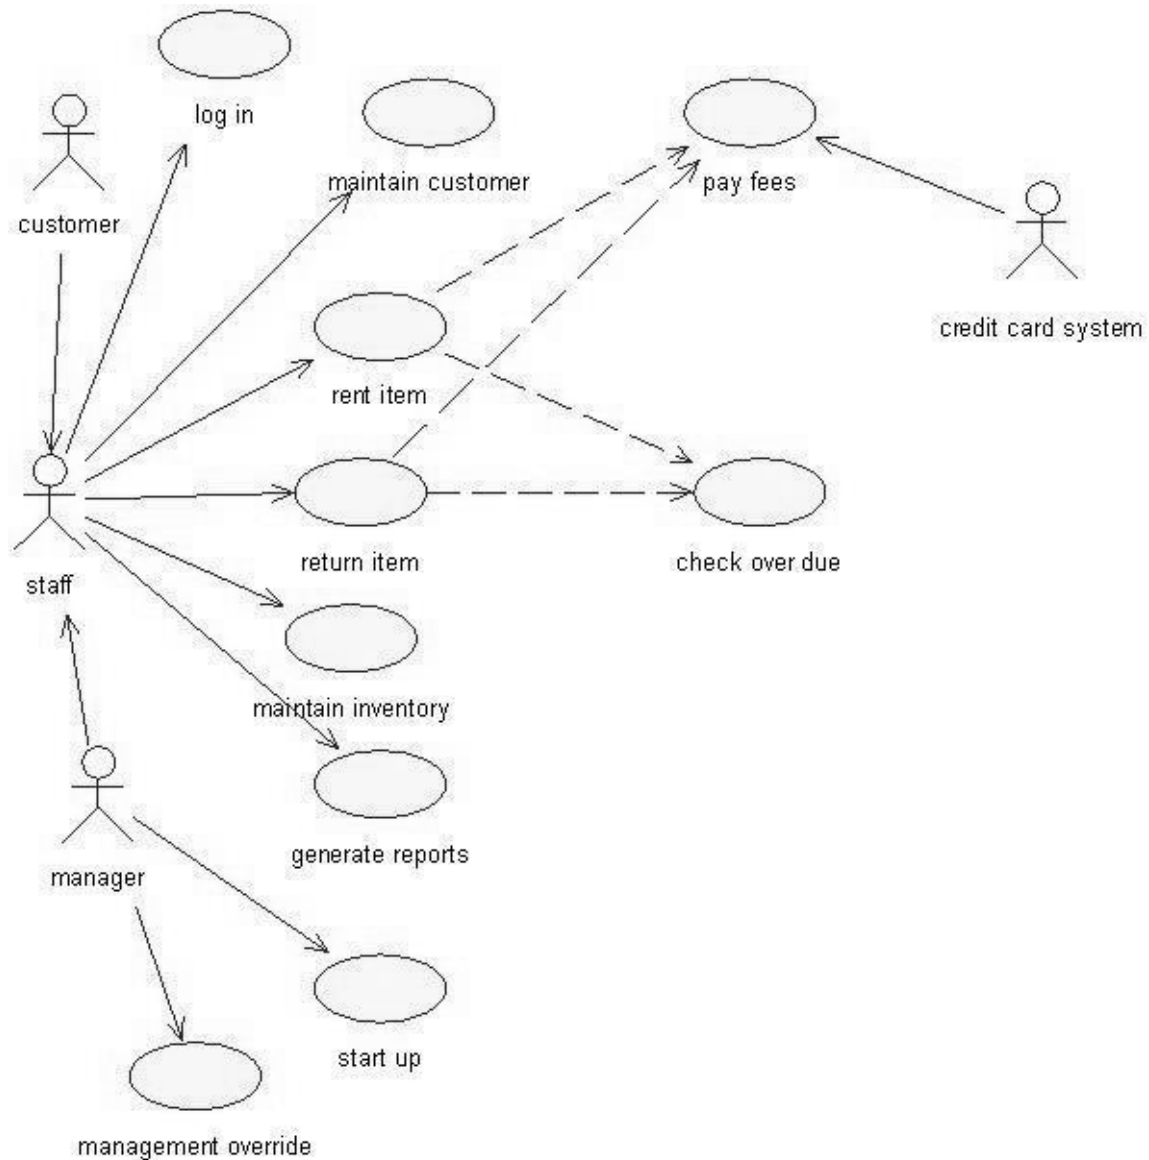 log in
maintain customer
pay fees
customer
credit card system
rent item
return item
check over due
staff
maintain inventory
generate reports
manager
start up
management override